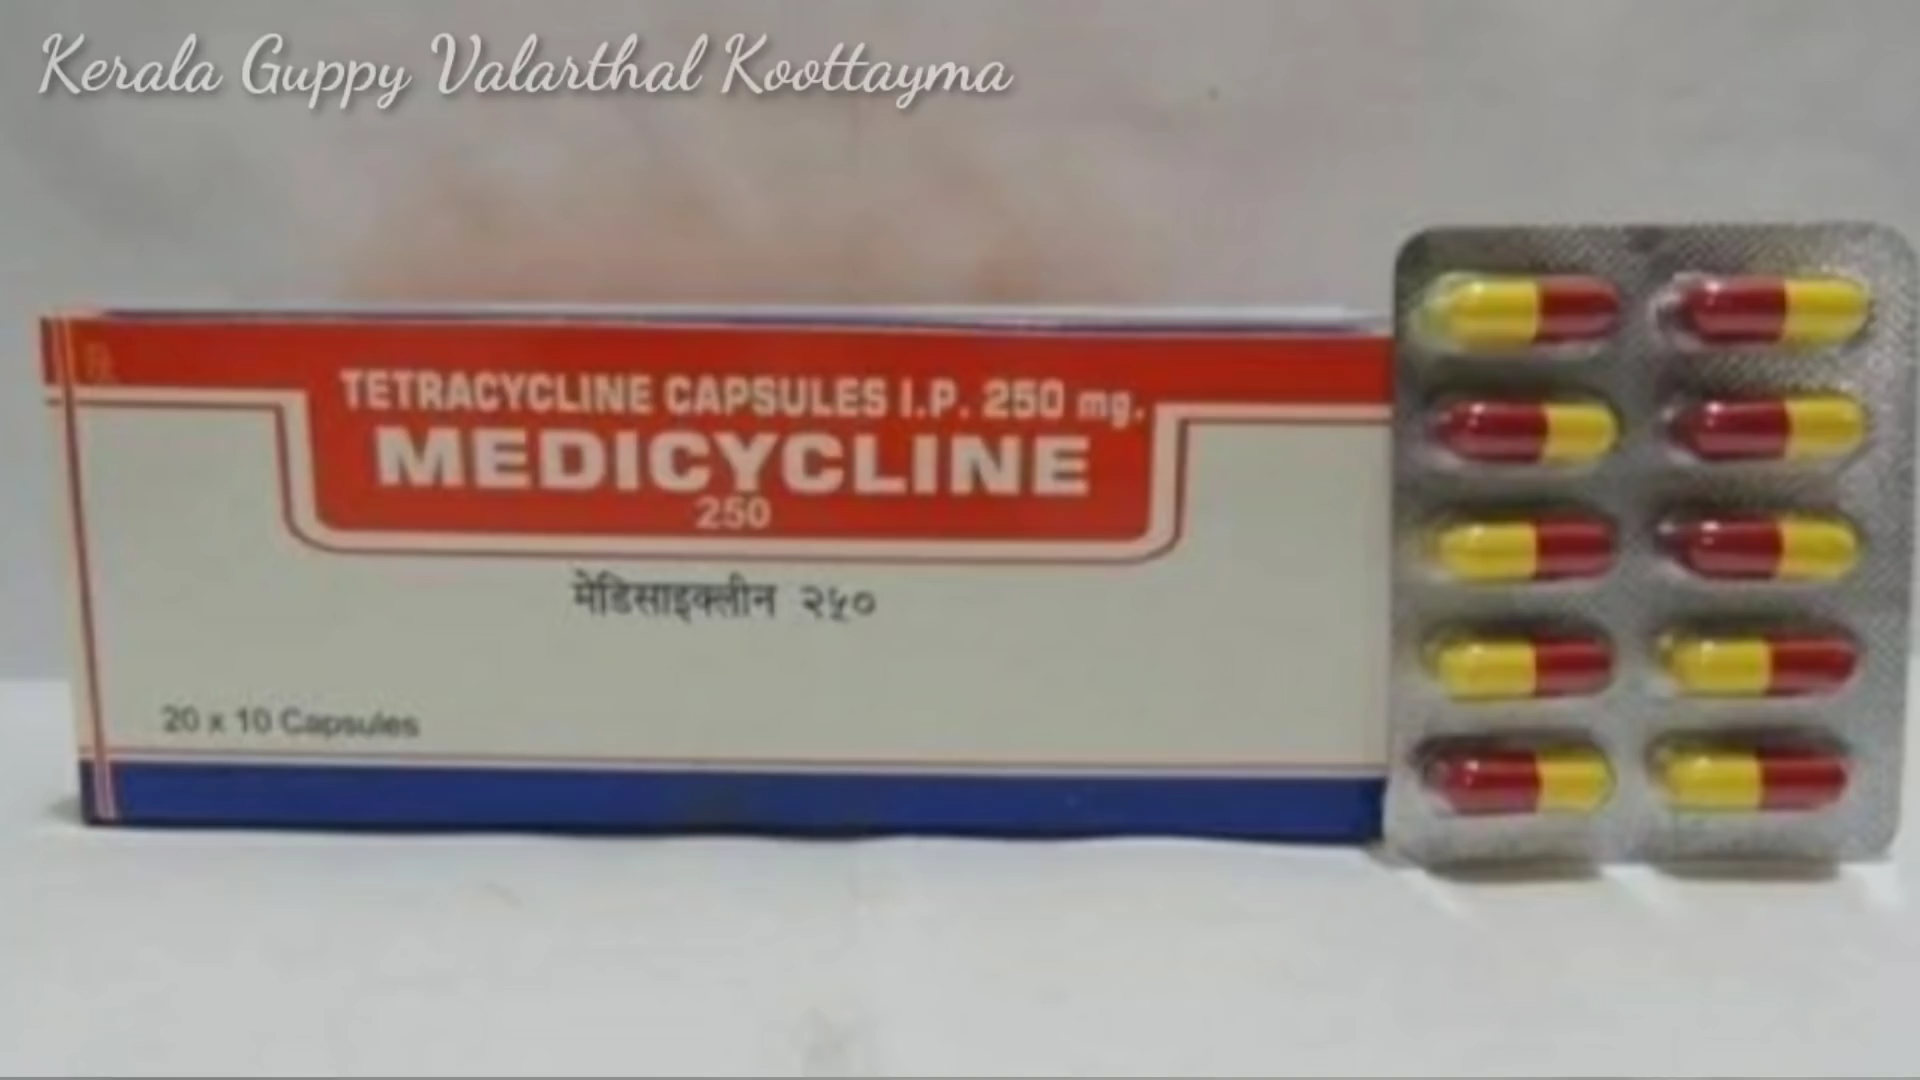 Kerala Guppy Valarthal Koottayma
TETRACYCLINE CAPSULES I.P. 250 mg.
MEDICYCLINE
250
मेडिसाइक्लीन २५०
20 x 10 Capsules